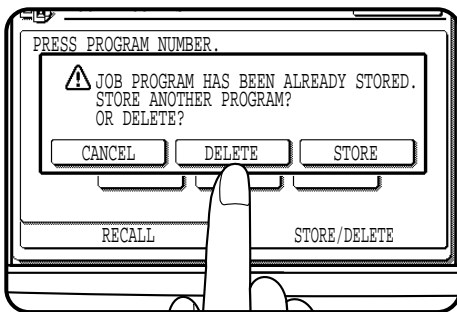 PRESS PROGRAM NUMBER.
JOB PROGRAM HAS BEEN ALREADY STORED.
STORE ANOTHER PROGRAM?
OR DELETE?
CANCEL DELETE STORE
RECALL STORE/DELETE